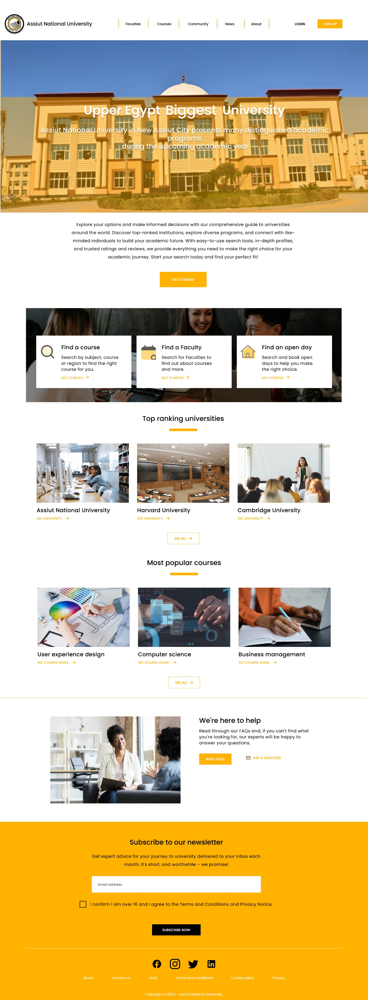 Assiut National University
Faculties
Courses
Community
News
About
LOGIN
SIGN UP
Upper Egypt Biggest University
Assiut National University in New Assiut City presents many distinguished academic
programs
during the upcoming academic year
Explore your options and make informed decisions with our comprehensive guide to universities
around the world. Discover top-ranked institutions, explore diverse programs, and connect with like-
minded individuals to build your academic future. With easy-to-use search tools, in-depth profiles,
and trusted ratings and reviews, we provide everything you need to make the right choice for your
academic journey. Start your search today and find your perfect fit!
GET STARTED
Find a course
Search by subject, course
or region to find the right
course for you.
GET STARTED
Find a Faculty
Search for Faculties to
find out about courses
and more.
GET STARTED
Find an open day
Search and book open
days to help you make
the right choice.
GET STARTED
Top ranking universities
Assiut National University
SEE UNIVERSITY
Harvard University
SEE UNIVERSITY
Cambridge University
SEE UNIVERSITY
SEE ALL
Most popular courses
User experience design
SEE COURSE GUIDE
Computer science
SEE COURSE GUIDE
Business management
SEE COURSE GUIDE
SEE ALL
We're here to help
Read through our FAQs and, if you can't find what
you're looking for, our experts will be happy to
answer your questions.
READ FAQS
ASK A QUESTION
Subscribe to our newsletter
Get expert advice for your journey to university delivered to your inbox each
month. It's short, and worthwhile – we promise!
Email address
I confirm I am over 16 and I agree to the Terms and Conditions and Privacy Notice.
SUBSCRIBE NOW
About
Contact us
FAQS
Terms and conditions
Cookie policy
Privacy
Copyright © 2023 - Assiut National University